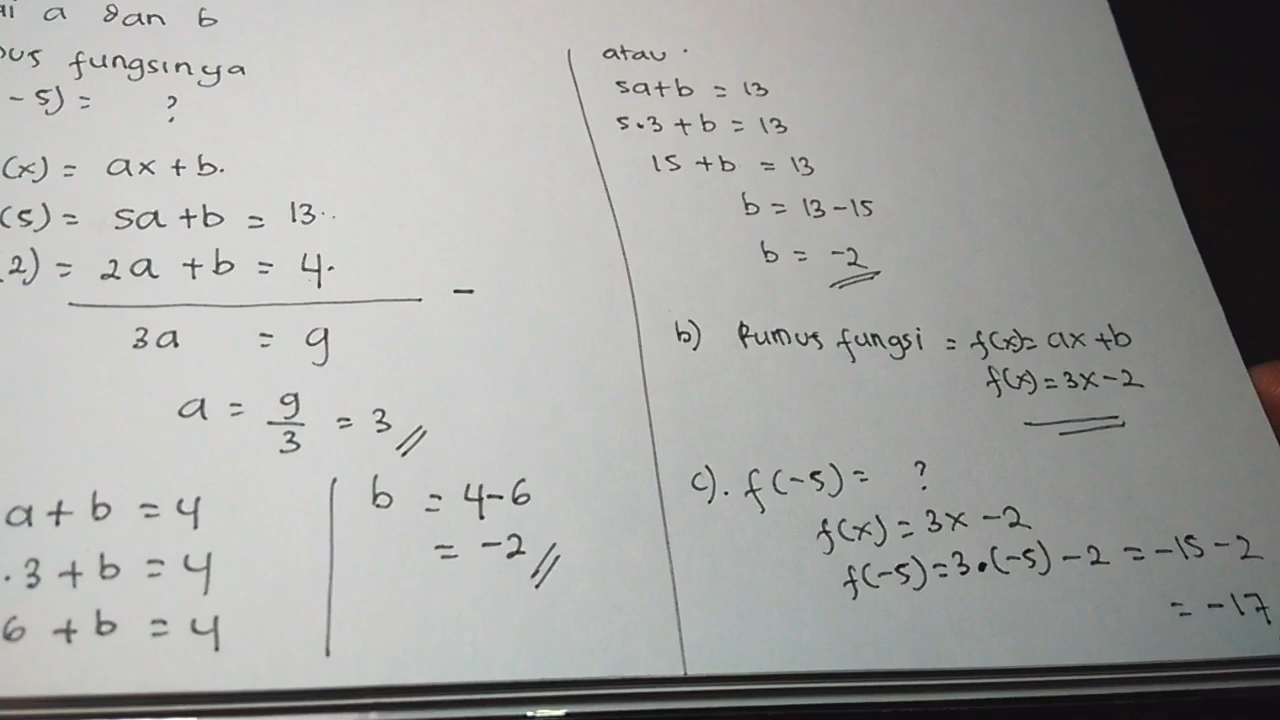 ai a dan b
ous fungsinya
-5) = ?
(x) = ax + b.
(5) = 5a + b = 13..
2) = 2a + b = 4. -
3a = 9
a = 9/3 = 3 //
a + b = 4
.3 + b = 4
6 + b = 4
b = 4-6
= -2 //
atau .
5a+b = 13
5.3 + b = 13
15 + b = 13
b = 13 - 15
b = -2
b) Rumus fungsi = f(x) = ax + b
f(x) = 3x - 2
c). f(-5) = ?
f(x) = 3x - 2
f(-5) = 3•(-5) - 2 = -15 - 2
= -17